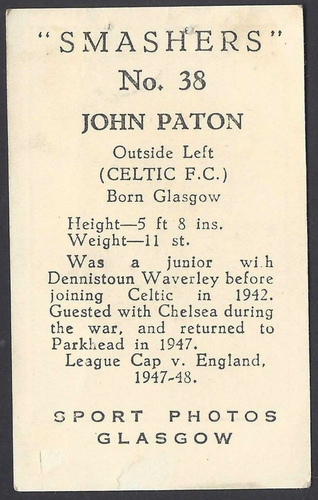 "SMASHERS"
No. 38
JOHN PATON
Outside Left
(CELTIC F.C.)
Born Glasgow
Height—5 ft 8 ins.
Weight—11 st.
Was a junior with
Dennistoun Waverley before
joining Celtic in 1942.
Guested with Chelsea during
the war, and returned to
Parkhead in 1947.
League Cap v. England,
1947-48.
SPORT PHOTOS
GLASGOW